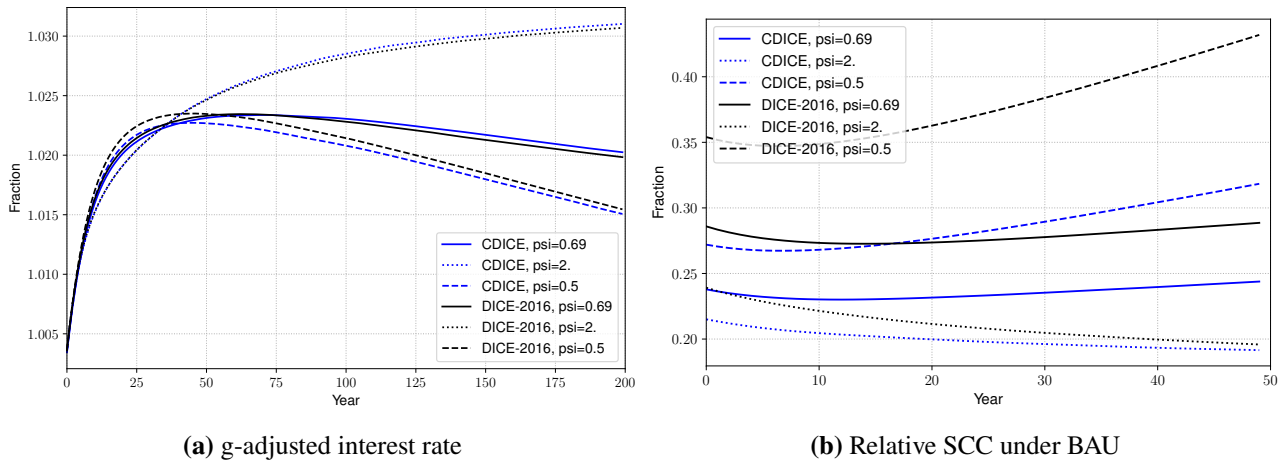 1.030
1.025
1.020
1.015
1.010
1.005
Fraction
0
25
50
75
100
125
150
175
200
Year
CDICE, psi=0.69
CDICE, psi=2.
CDICE, psi=0.5
DICE-2016, psi=0.69
DICE-2016, psi=2.
DICE-2016, psi=0.5
(a) g-adjusted interest rate
0.40
0.35
0.30
0.25
0.20
Fraction
0
10
20
30
40
50
Year
CDICE, psi=0.69
CDICE, psi=2.
CDICE, psi=0.5
DICE-2016, psi=0.69
DICE-2016, psi=2.
DICE-2016, psi=0.5
(b) Relative SCC under BAU